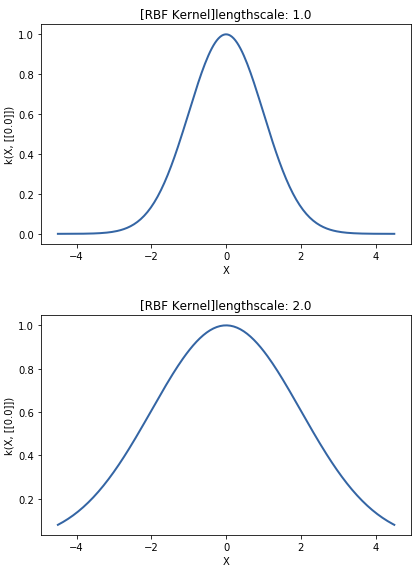 [RBF Kernel]lengthscale: 1.0
1.0
0.8
0.6
0.4
0.2
0.0
k(X, [[0.0]])
−4 −2 0 2 4
X
[RBF Kernel]lengthscale: 2.0
1.0
0.8
0.6
0.4
0.2
k(X, [[0.0]])
−4 −2 0 2 4
X